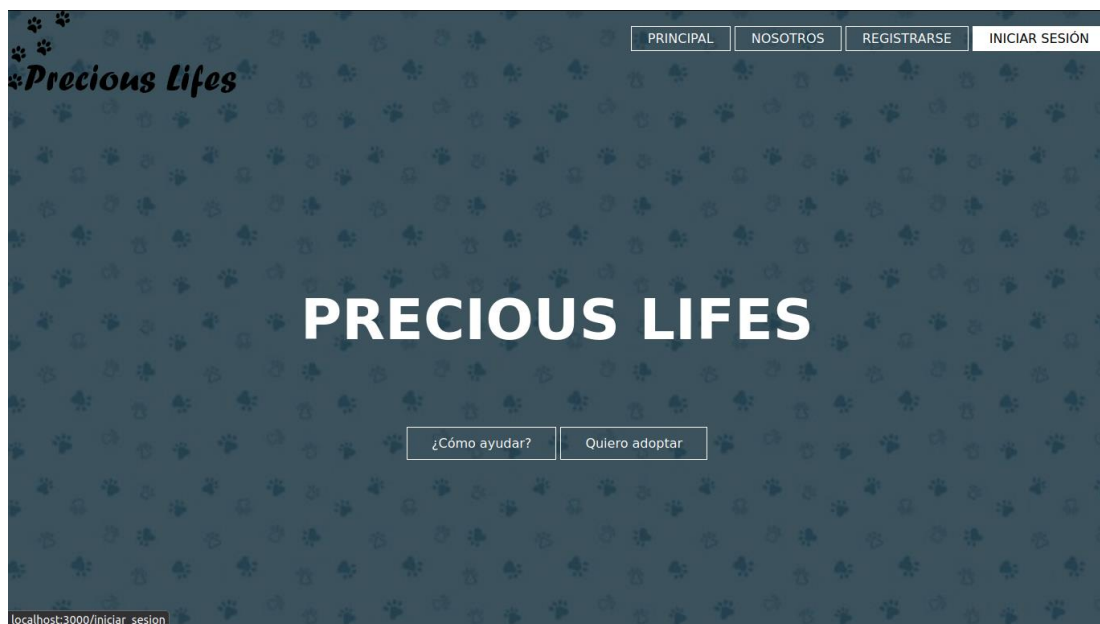 Precious Lifes
PRINCIPAL NOSOTROS REGISTRARSE INICIAR SESIÓN
PRECIOUS LIFES
¿Cómo ayudar? Quiero adoptar
localhost:3000/iniciar_sesion